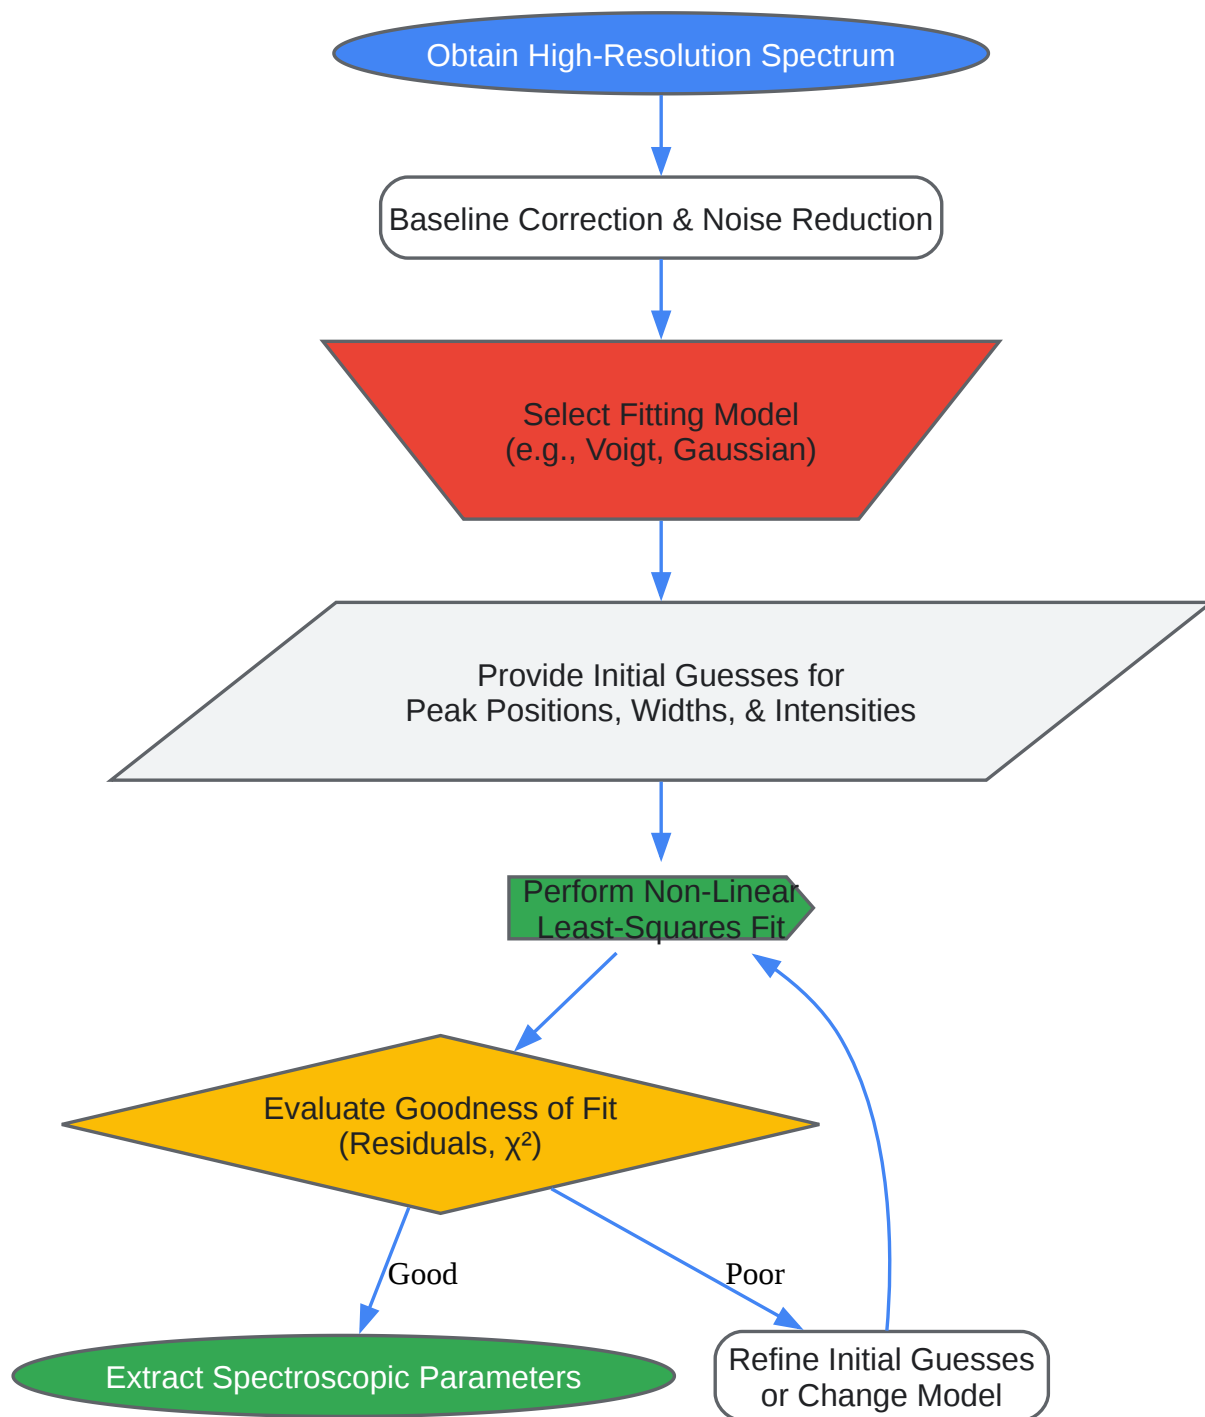 Obtain High-Resolution Spectrum
Baseline Correction & Noise Reduction
Select Fitting Model
(e.g., Voigt, Gaussian)
Provide Initial Guesses for
Peak Positions, Widths, & Intensities
Perform Non-Linear
Least-Squares Fit
Evaluate Goodness of Fit
(Residuals, χ²)
Good
Poor
Extract Spectroscopic Parameters
Refine Initial Guesses
or Change Model